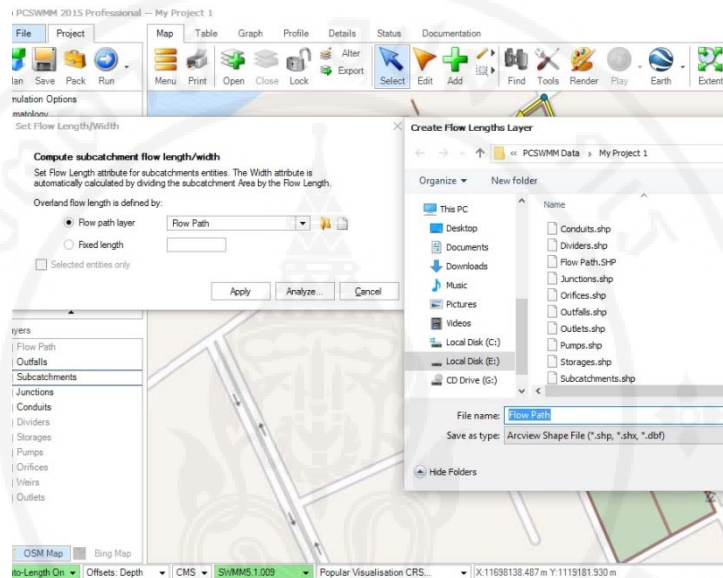 PCSWMM 2015 Professional -- My Project 1
File Project Map Table Graph Profile Details Status Documentation
Save Pack Run Menu Print Open Close Lock Alter Export Select Edit Add Find Tools Render Play Earth Extent
mulation Options
Set Flow Length/Width
Compute subcatchment flow length/width
Set Flow Length attribute for subcatchments entities. The Width attribute is
automatically calculated by dividing the subcatchment Area by the Flow Length.
Overland flow length is defined by:
Flow path layer Flow Path
Fixed length
Selected entities only
Apply Analyze... Cancel
Create Flow Lengths Layer
« PCSWMM Data › My Project 1
Organize New folder
This PC
Desktop
Documents
Downloads
Music
Pictures
Videos
Local Disk (C:)
Local Disk (E:)
CD Drive (G:)
Name
Conduits.shp
Dividers.shp
Flow Path.SHP
Junctions.shp
Orifices.shp
Outfalls.shp
Outlets.shp
Pumps.shp
Storages.shp
Subcatchments.shp
File name: Flow Path
Save as type: Arcview Shape File (*.shp, *.shx, *.dbf)
Hide Folders
yers
Flow Path
Outfalls
Subcatchments
Junctions
Conduits
Dividers
Storages
Pumps
Orifices
Weirs
Outlets
OSM Map Bing Map
to-Length On Offsets: Depth CMS SWMM5.1.009 Popular Visualisation CRS... X:11698138.487 m Y:1119181.930 m